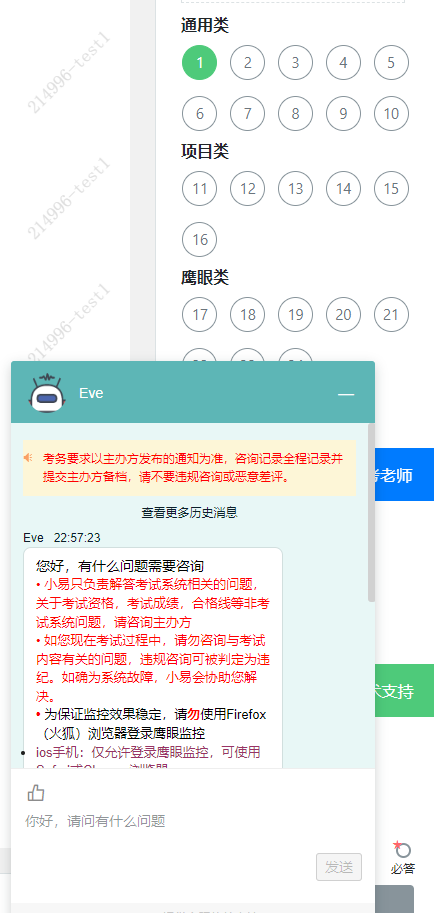 214996-test1
214996-test1
214996-test1
通用类
1 2 3 4 5
6 7 8 9 10
项目类
11 12 13 14 15
16
鹰眼类
17 18 19 20 21
Eve
考老师
考务要求以主办方发布的通知为准，咨询记录全程记录并
提交主办方备档，请不要违规咨询或恶意差评。
查看更多历史消息
Eve 22:57:23
您好，有什么问题需要咨询
• 小易只负责解答考试系统相关的问题，
关于考试资格，考试成绩，合格线等非考
试系统问题，请咨询主办方
• 如您现在考试过程中，请勿咨询与考试
内容有关的问题，违规咨询可被判定为违
纪。如确为系统故障，小易会协助您解
决。
• 为保证监控效果稳定，请勿使用Firefox
（火狐）浏览器登录鹰眼监控
• ios手机：仅允许登录鹰眼监控，可使用
术支持
你好，请问有什么问题
发送
必答